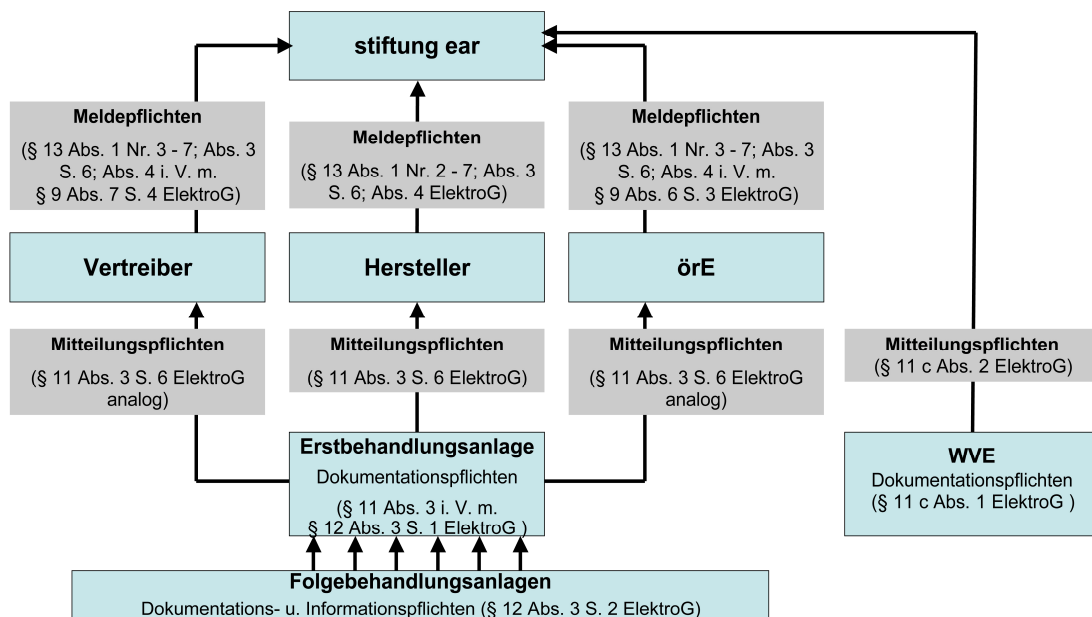 stiftung ear
Meldepflichten
(§ 13 Abs. 1 Nr. 3 - 7; Abs. 3
S. 6; Abs. 4 i. V. m.
§ 9 Abs. 7 S. 4 ElektroG)
Meldepflichten
(§ 13 Abs. 1 Nr. 2 - 7; Abs. 3
S. 6; Abs. 4 ElektroG)
Meldepflichten
(§ 13 Abs. 1 Nr. 3 - 7; Abs. 3
S. 6; Abs. 4 i. V. m.
§ 9 Abs. 6 S. 3 ElektroG)
Vertreiber
Hersteller
örE
Mitteilungspflichten
(§ 11 Abs. 3 S. 6 ElektroG
analog)
Mitteilungspflichten
(§ 11 Abs. 3 S. 6 ElektroG)
Mitteilungspflichten
(§ 11 Abs. 3 S. 6 ElektroG
analog)
Mitteilungspflichten
(§ 11 c Abs. 2 ElektroG)
Erstbehandlungsanlage
Dokumentationspflichten
(§ 11 Abs. 3 i. V. m.
§ 12 Abs. 3 S. 1 ElektroG )
WVE
Dokumentationspflichten
(§ 11 c Abs. 1 ElektroG )
Folgebehandlungsanlagen
Dokumentations- u. Informationspflichten (§ 12 Abs. 3 S. 2 ElektroG)